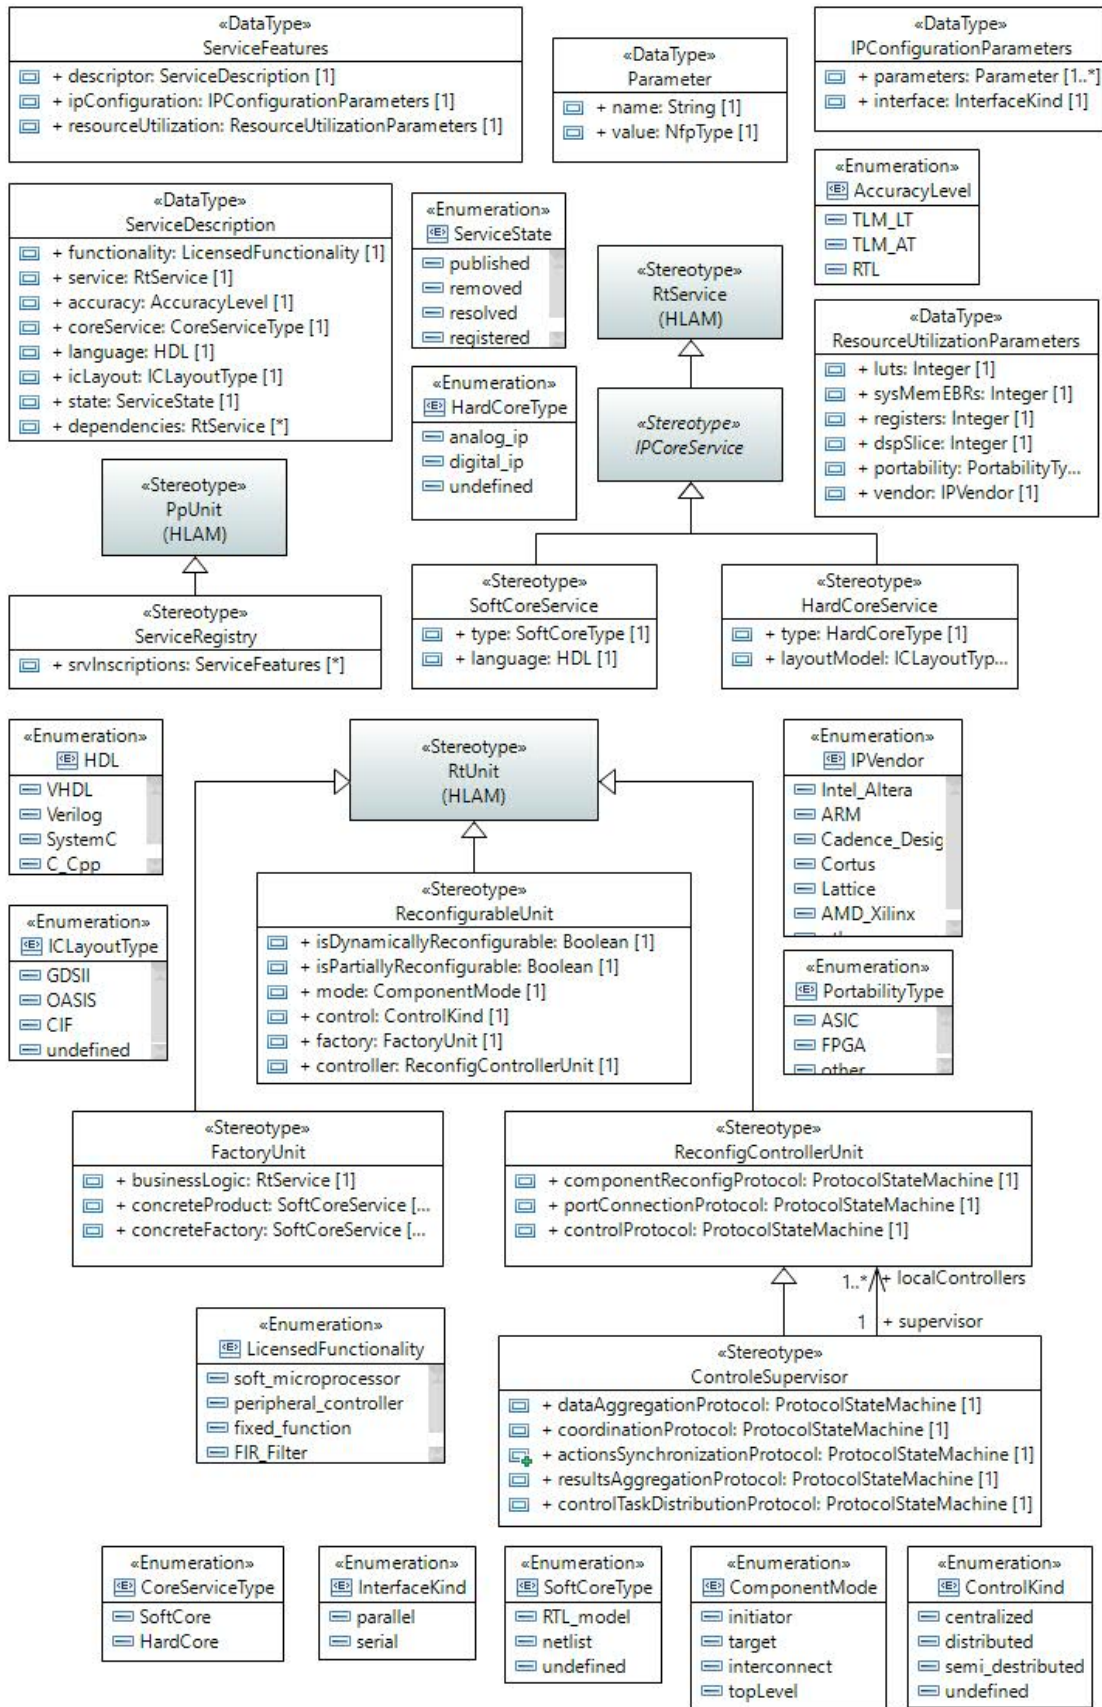 «DataType»
ServiceFeatures
+ descriptor: ServiceDescription [1]
+ ipConfiguration: IPConfigurationParameters [1]
+ resourceUtilization: ResourceUtilizationParameters [1]
«DataType»
Parameter
+ name: String [1]
+ value: NfpType [1]
«DataType»
IPConfigurationParameters
+ parameters: Parameter [1..*]
+ interface: InterfaceKind [1]
«Enumeration»
AccuracyLevel
TLM_LT
TLM_AT
RTL
«DataType»
ServiceDescription
+ functionality: LicensedFunctionality [1]
+ service: RtService [1]
+ accuracy: AccuracyLevel [1]
+ coreService: CoreServiceType [1]
+ language: HDL [1]
+ icLayout: ICLayoutType [1]
+ state: ServiceState [1]
+ dependencies: RtService [*]
«Enumeration»
ServiceState
published
removed
resolved
registered
«Stereotype»
RtService
(HLAM)
«DataType»
ResourceUtilizationParameters
+ luts: Integer [1]
+ sysMemEBRs: Integer [1]
+ registers: Integer [1]
+ dspSlice: Integer [1]
+ portability: PortabilityTy...
+ vendor: IPVendor [1]
«Enumeration»
HardCoreType
analog_ip
digital_ip
undefined
«Stereotype»
IPCoreService
«Stereotype»
PpUnit
(HLAM)
«Stereotype»
ServiceRegistry
+ srvInscriptions: ServiceFeatures [*]
«Stereotype»
SoftCoreService
+ type: SoftCoreType [1]
+ language: HDL [1]
«Stereotype»
HardCoreService
+ type: HardCoreType [1]
+ layoutModel: ICLayoutTyp...
«Enumeration»
HDL
VHDL
Verilog
SystemC
C_Cpp
«Stereotype»
RtUnit
(HLAM)
«Enumeration»
IPVendor
Intel_Altera
ARM
Cadence_Desig
Cortus
Lattice
AMD_Xilinx
«Stereotype»
ReconfigurableUnit
+ isDynamicallyReconfigurable: Boolean [1]
+ isPartiallyReconfigurable: Boolean [1]
+ mode: ComponentMode [1]
+ control: ControlKind [1]
+ factory: FactoryUnit [1]
+ controller: ReconfigControllerUnit [1]
«Enumeration»
ICLayoutType
GDSII
OASIS
CIF
undefined
«Enumeration»
PortabilityType
ASIC
FPGA
other
«Stereotype»
FactoryUnit
+ businessLogic: RtService [1]
+ concreteProduct: SoftCoreService [...
+ concreteFactory: SoftCoreService [...
«Stereotype»
ReconfigControllerUnit
+ componentReconfigProtocol: ProtocolStateMachine [1]
+ portConnectionProtocol: ProtocolStateMachine [1]
+ controlProtocol: ProtocolStateMachine [1]
1..* + localControllers
1 + supervisor
«Enumeration»
LicensedFunctionality
soft_microprocessor
peripheral_controller
fixed_function
FIR_Filter
«Stereotype»
ControleSupervisor
+ dataAggregationProtocol: ProtocolStateMachine [1]
+ coordinationProtocol: ProtocolStateMachine [1]
+ actionsSynchronizationProtocol: ProtocolStateMachine [1]
+ resultsAggregationProtocol: ProtocolStateMachine [1]
+ controlTaskDistributionProtocol: ProtocolStateMachine [1]
«Enumeration»
CoreServiceType
SoftCore
HardCore
«Enumeration»
InterfaceKind
parallel
serial
«Enumeration»
SoftCoreType
RTL_model
netlist
undefined
«Enumeration»
ComponentMode
initiator
target
interconnect
topLevel
«Enumeration»
ControlKind
centralized
distributed
semi_destributed
undefined